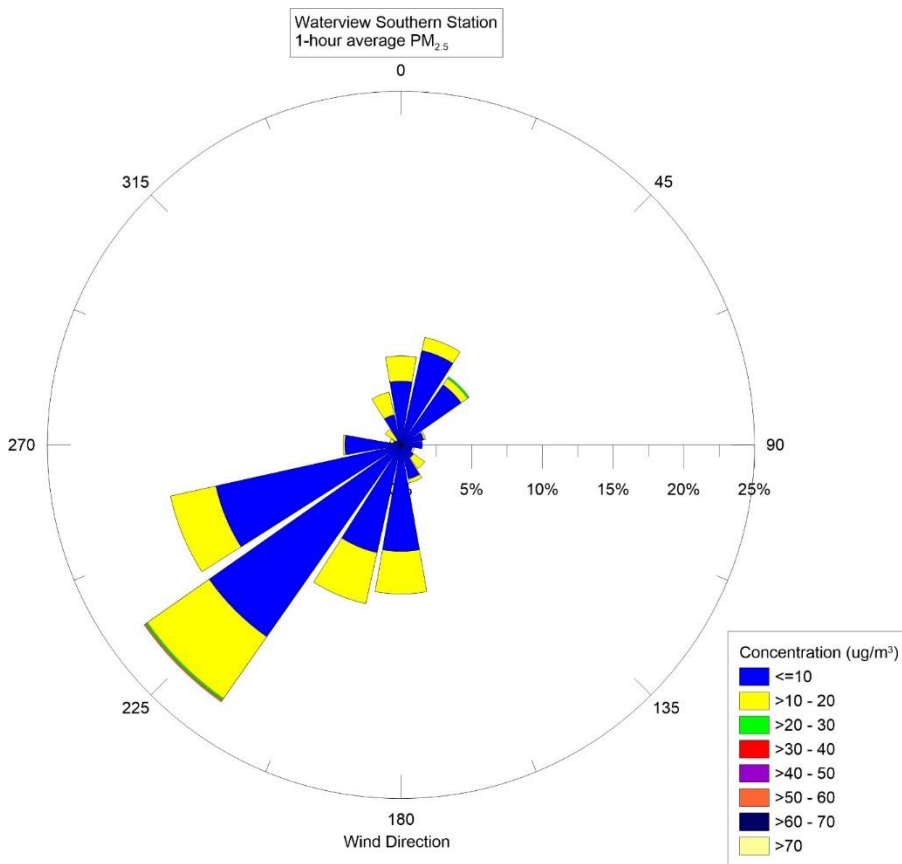 Waterview Southern Station
1-hour average PM₂.₅
0
315
45
270
90
5%
10%
15%
20%
25%
225
135
180
Wind Direction
Concentration (ug/m³)
<=10
>10 - 20
>20 - 30
>30 - 40
>40 - 50
>50 - 60
>60 - 70
>70